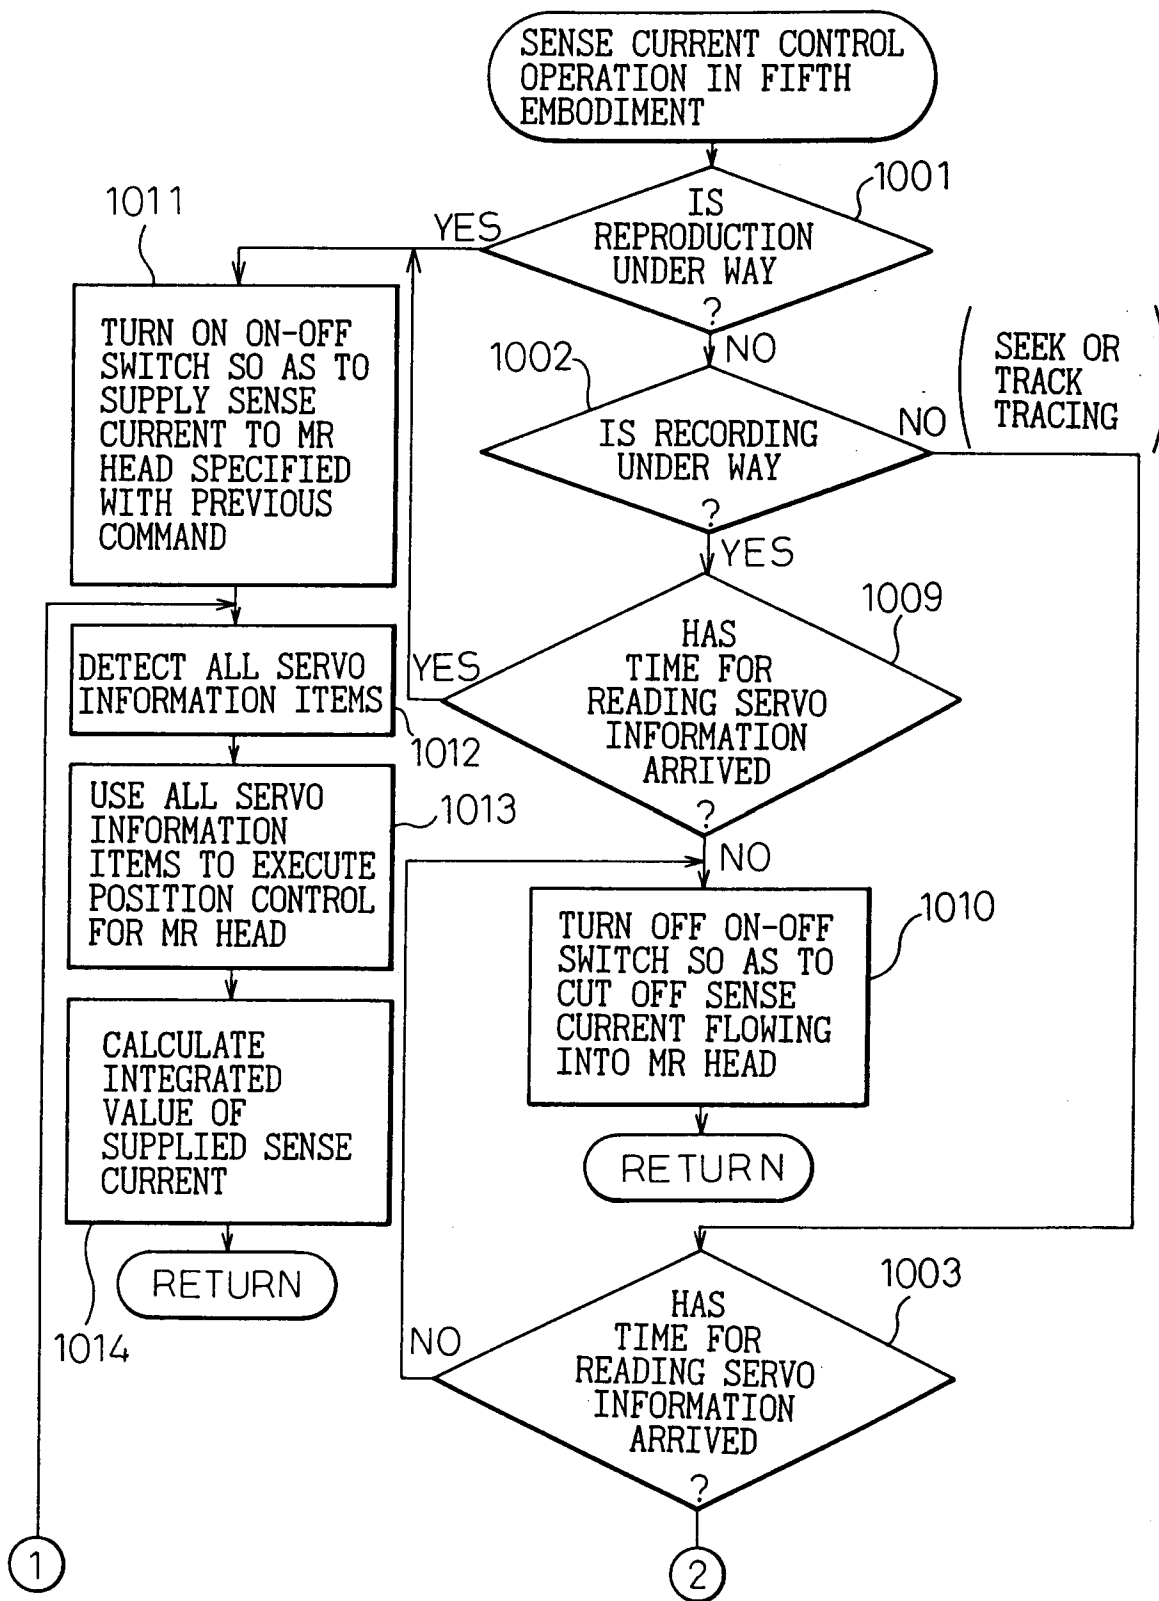 SENSE CURRENT CONTROL
OPERATION IN FIFTH
EMBODIMENT
1001
IS
REPRODUCTION
UNDER WAY
?
YES
NO
1011
TURN ON ON-OFF
SWITCH SO AS TO
SUPPLY SENSE
CURRENT TO MR
HEAD SPECIFIED
WITH PREVIOUS
COMMAND
1002
IS RECORDING
UNDER WAY
?
NO
(SEEK OR
TRACK
TRACING)
YES
1009
HAS
TIME FOR
READING SERVO
INFORMATION
ARRIVED
?
YES
NO
DETECT ALL SERVO
INFORMATION ITEMS
1012
USE ALL SERVO
INFORMATION
ITEMS TO EXECUTE
POSITION CONTROL
FOR MR HEAD
1013
1010
TURN OFF ON-OFF
SWITCH SO AS TO
CUT OFF SENSE
CURRENT FLOWING
INTO MR HEAD
RETURN
CALCULATE
INTEGRATED
VALUE OF
SUPPLIED SENSE
CURRENT
RETURN
1014
1003
HAS
TIME FOR
READING SERVO
INFORMATION
ARRIVED
?
NO
1
2